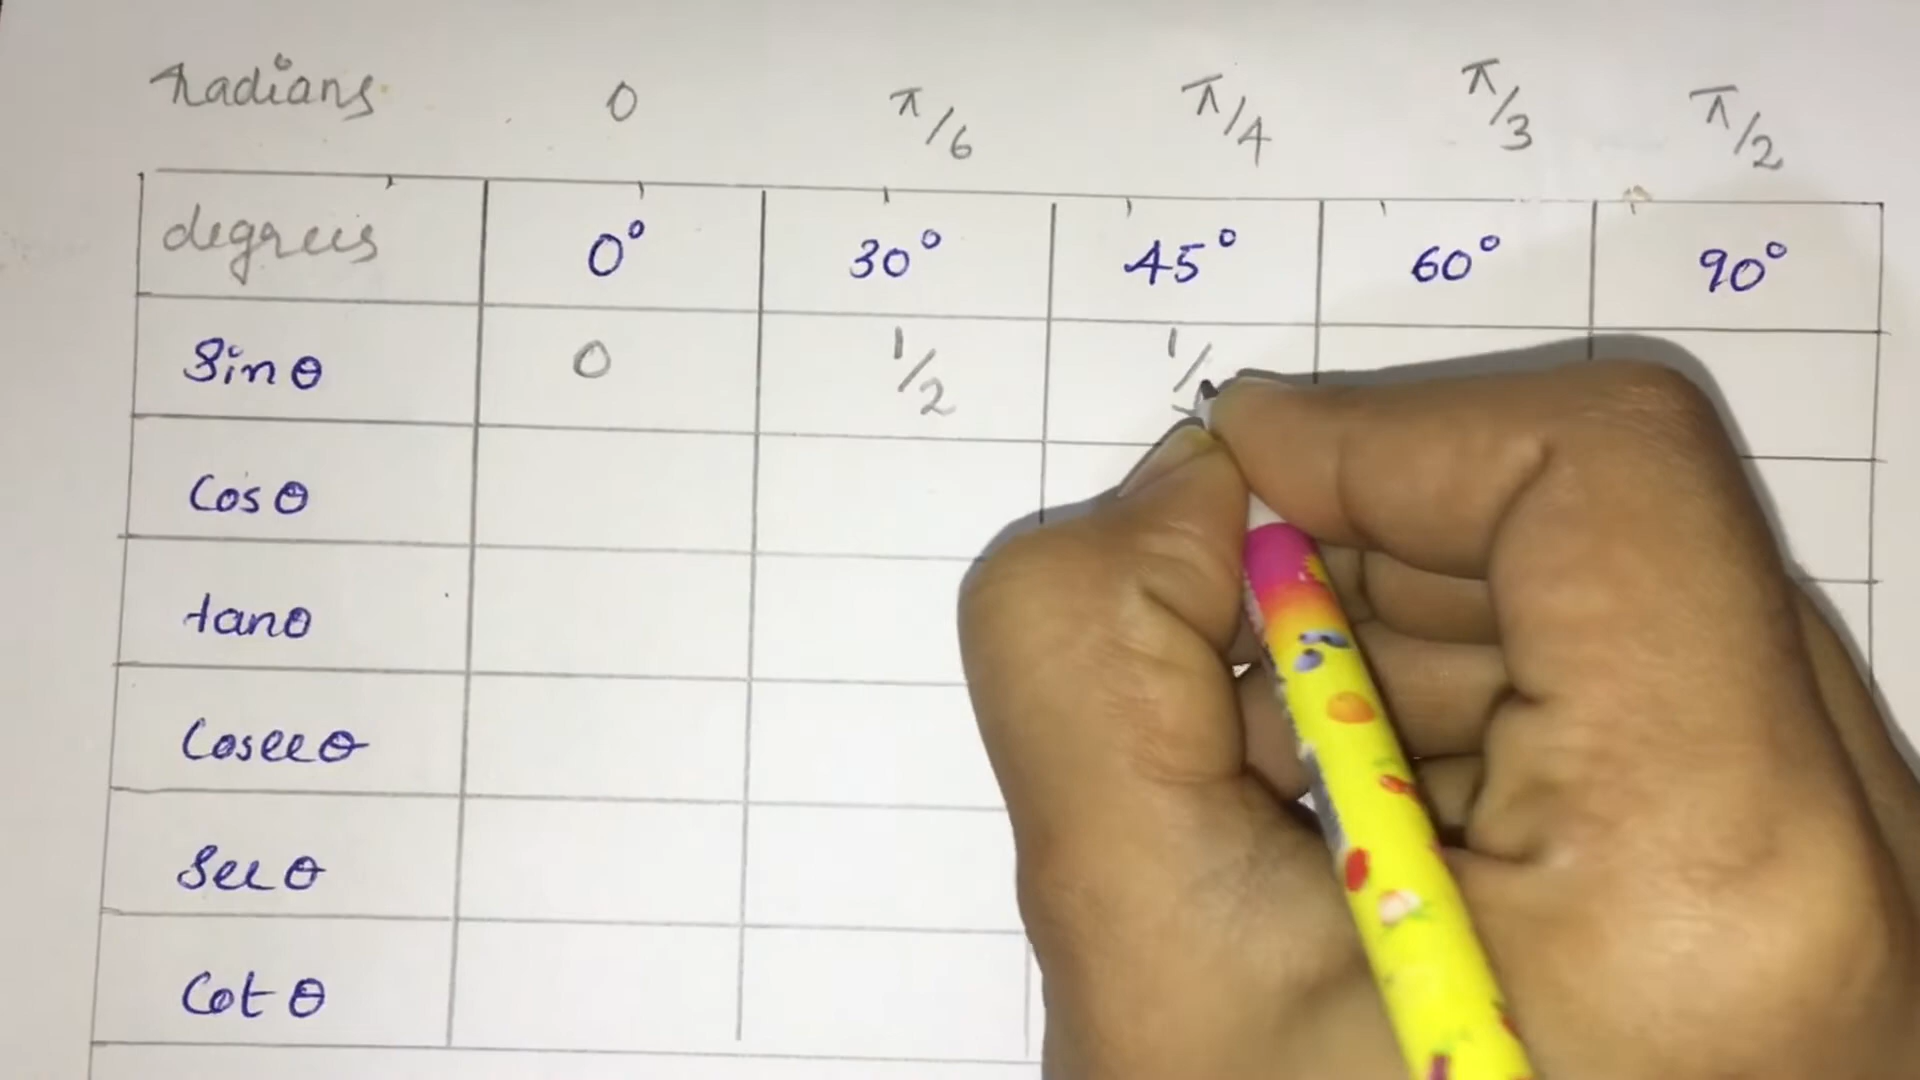 radians 0 π/6 π/4 π/3 π/2
degrees 0° 30° 45° 60° 90°
Sin θ 0 1/2 1/
Cos θ
tan θ
Cosec θ
Sec θ
Cot θ